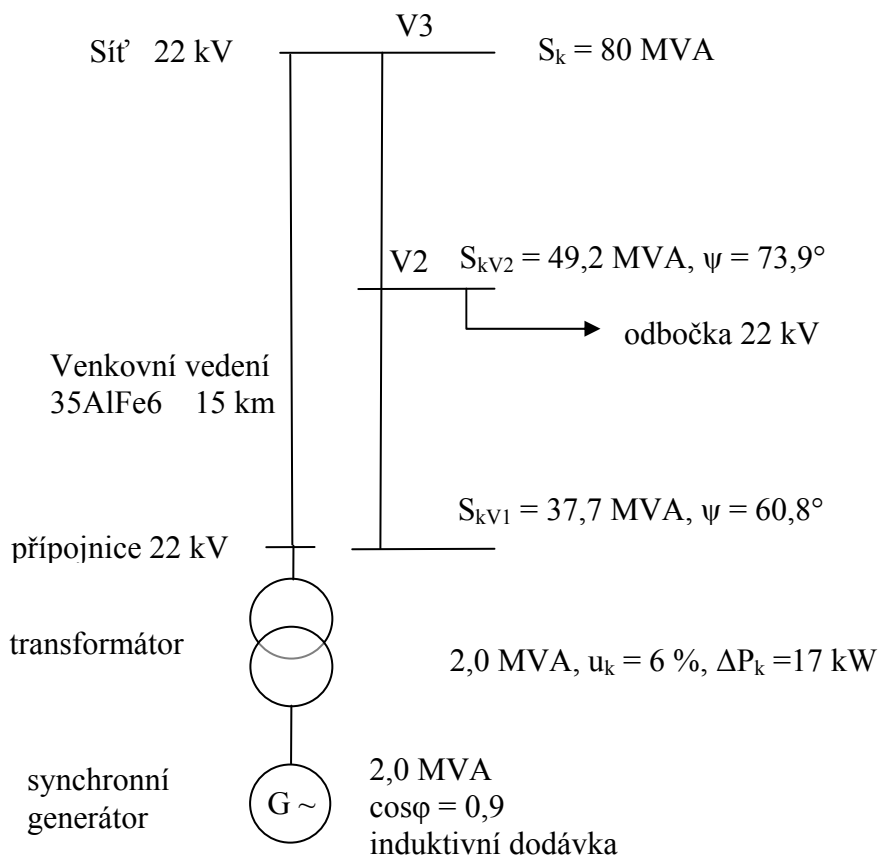 V3
Síť 22 kV
S_k = 80 MVA
V2
S_kV2 = 49,2 MVA, ψ = 73,9°
odbočka 22 kV
Venkovní vedení
35AlFe6 15 km
S_kV1 = 37,7 MVA, ψ = 60,8°
přípojnice 22 kV
transformátor
2,0 MVA, u_k = 6 %, ΔP_k =17 kW
synchronní
generátor
G ~
2,0 MVA
cosφ = 0,9
induktivní dodávka